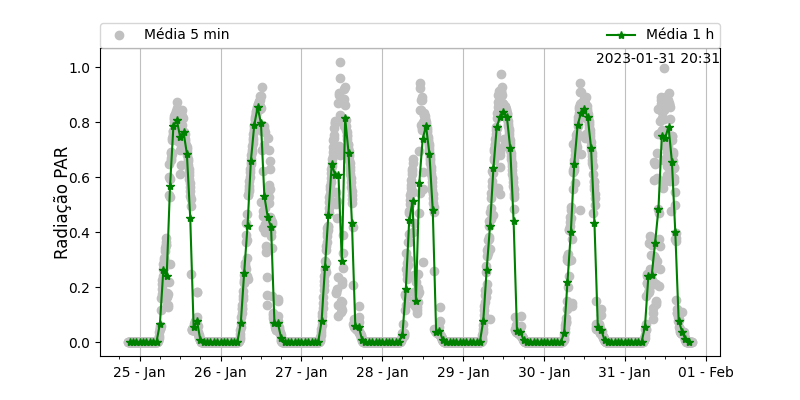 Média 5 min
Média 1 h
2023-01-31 20:31
Radiação PAR
1.0
0.8
0.6
0.4
0.2
0.0
25 - Jan
26 - Jan
27 - Jan
28 - Jan
29 - Jan
30 - Jan
31 - Jan
01 - Feb